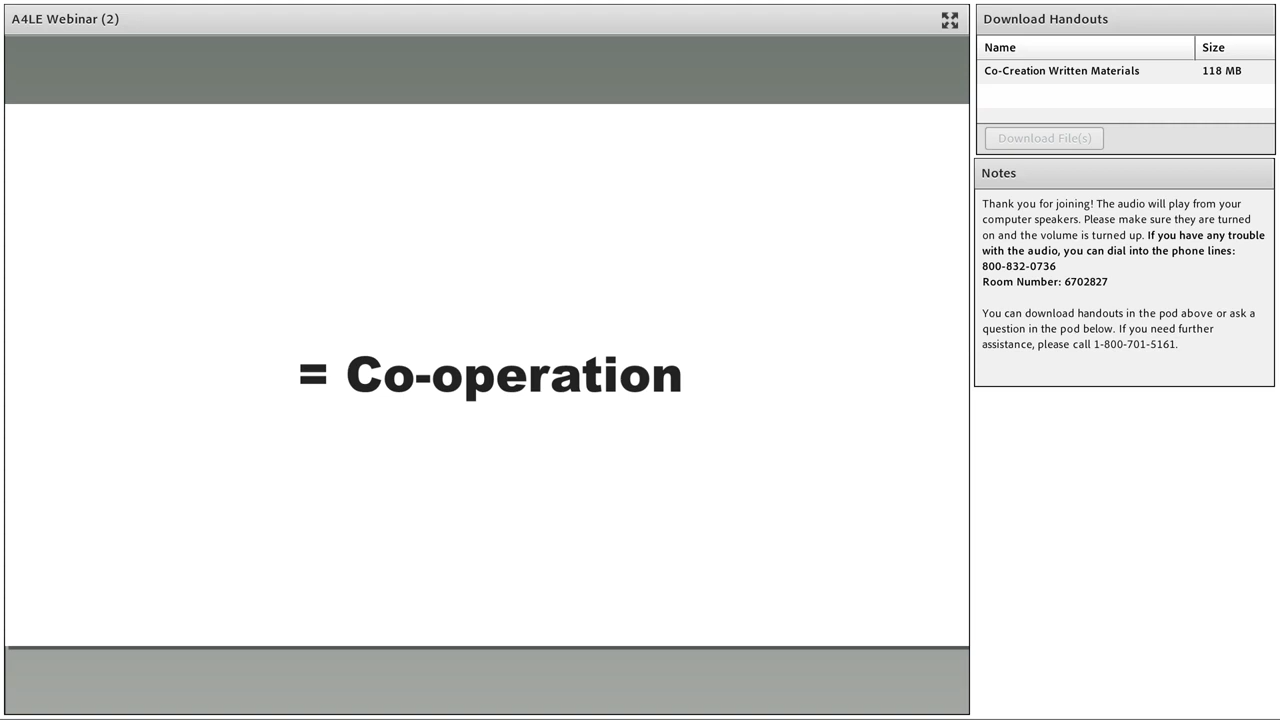 A4LE Webinar (2)
= Co-operation
Download Handouts
Name Size
Co-Creation Written Materials 118 MB
Download File(s)
Notes
Thank you for joining! The audio will play from your
computer speakers. Please make sure they are turned
on and the volume is turned up. If you have any trouble
with the audio, you can dial into the phone lines:
800-832-0736
Room Number: 6702827
You can download handouts in the pod above or ask a
question in the pod below. If you need further
assistance, please call 1-800-701-5161.